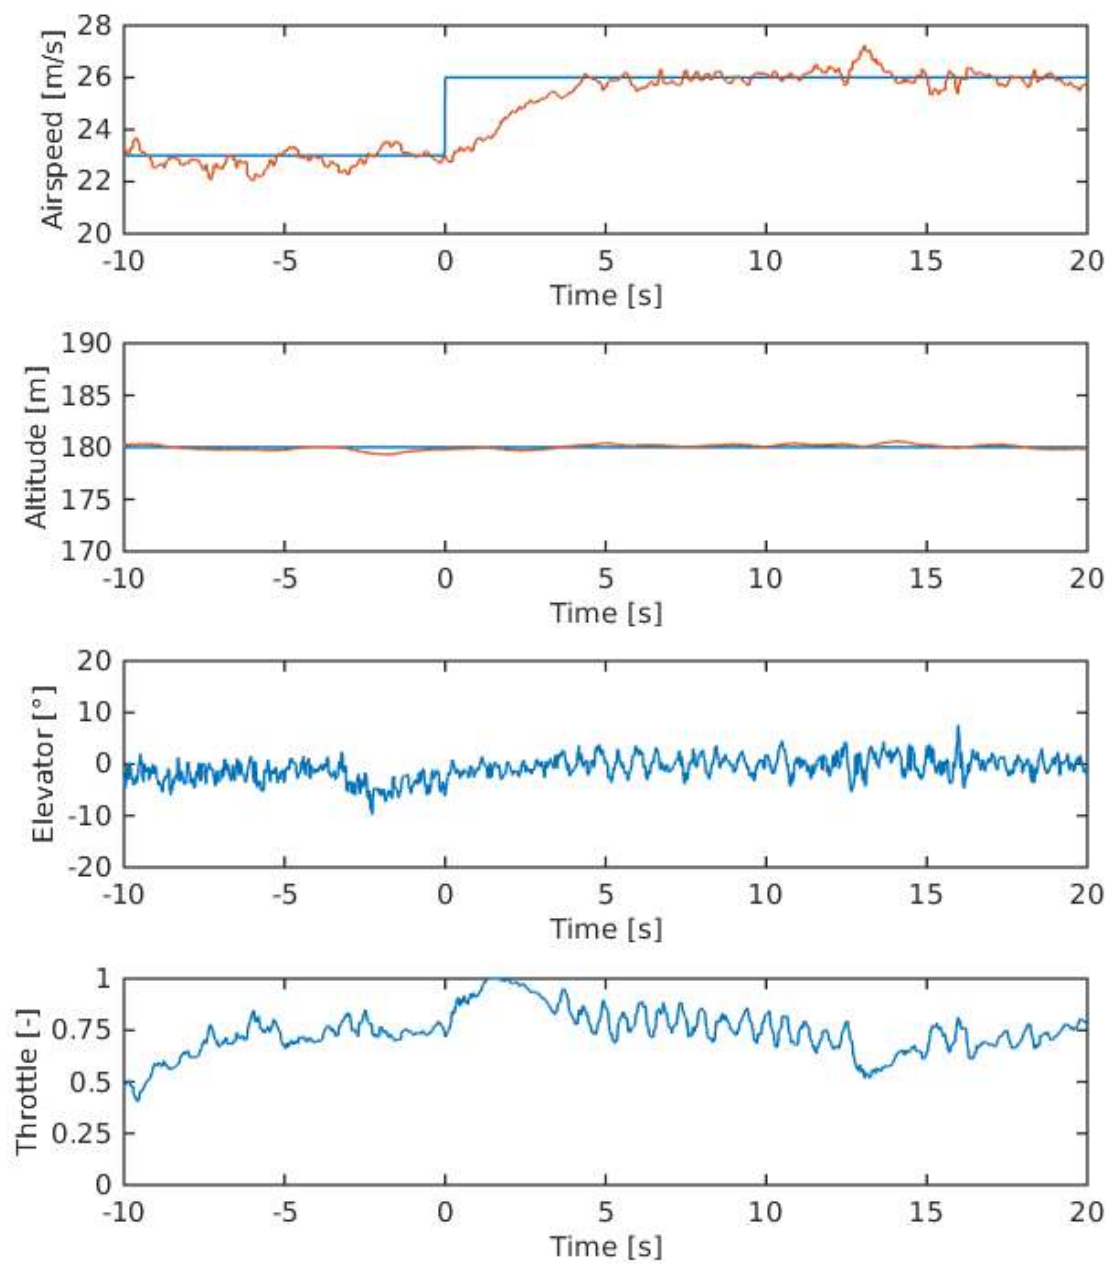 Airspeed [m/s]
28
26
24
22
20
-10 -5 0 5 10 15 20
Time [s]
Altitude [m]
190
185
180
175
170
-10 -5 0 5 10 15 20
Time [s]
Elevator [°]
20
10
0
-10
-20
-10 -5 0 5 10 15 20
Time [s]
Throttle [-]
1
0.75
0.5
0.25
0
-10 -5 0 5 10 15 20
Time [s]